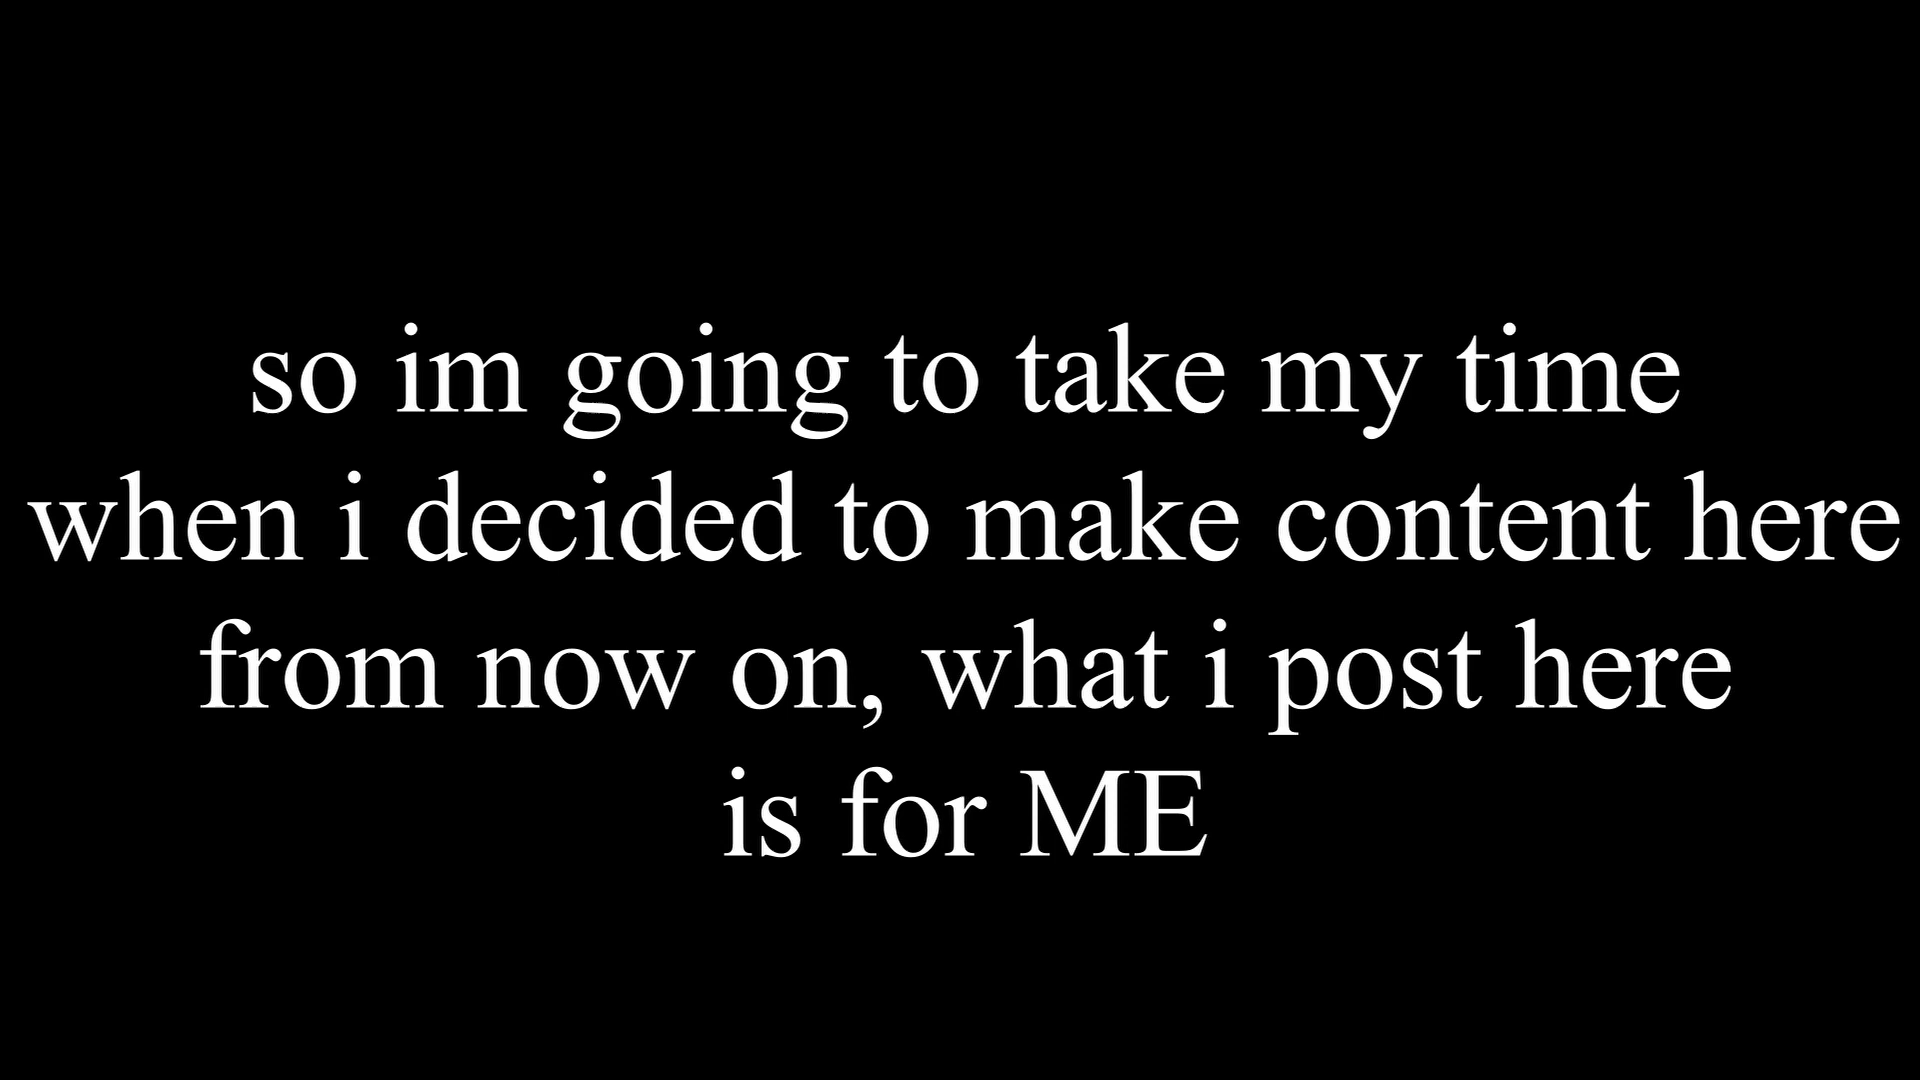 so im going to take my time
when i decided to make content here
from now on, what i post here
is for ME